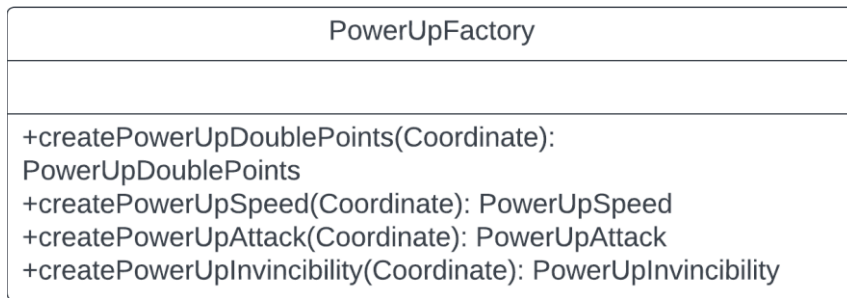 PowerUpFactory
+createPowerUpDoublePoints(Coordinate):
PowerUpDoublePoints
+createPowerUpSpeed(Coordinate): PowerUpSpeed
+createPowerUpAttack(Coordinate): PowerUpAttack
+createPowerUpInvincibility(Coordinate): PowerUpInvincibility